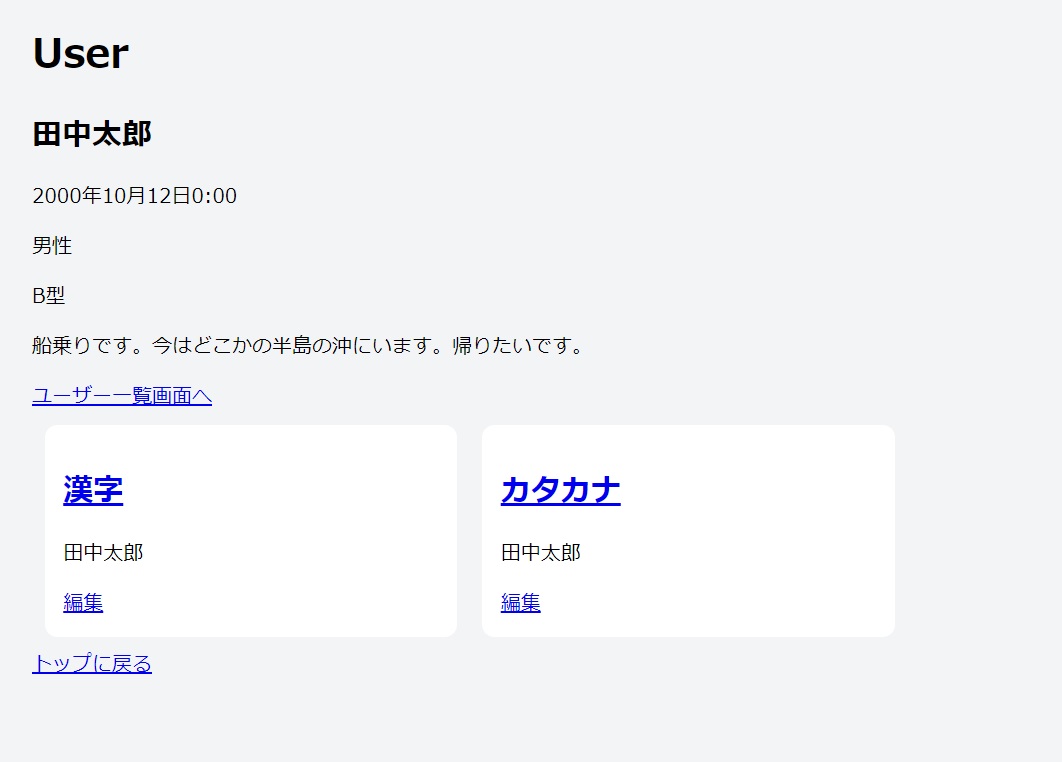 User
田中太郎
2000年10月12日0:00
男性
B型
船乗りです。今はどこかの半島の沖にいます。帰りたいです。
ユーザー一覧画面へ
漢字
田中太郎
編集
カタカナ
田中太郎
編集
トップに戻る